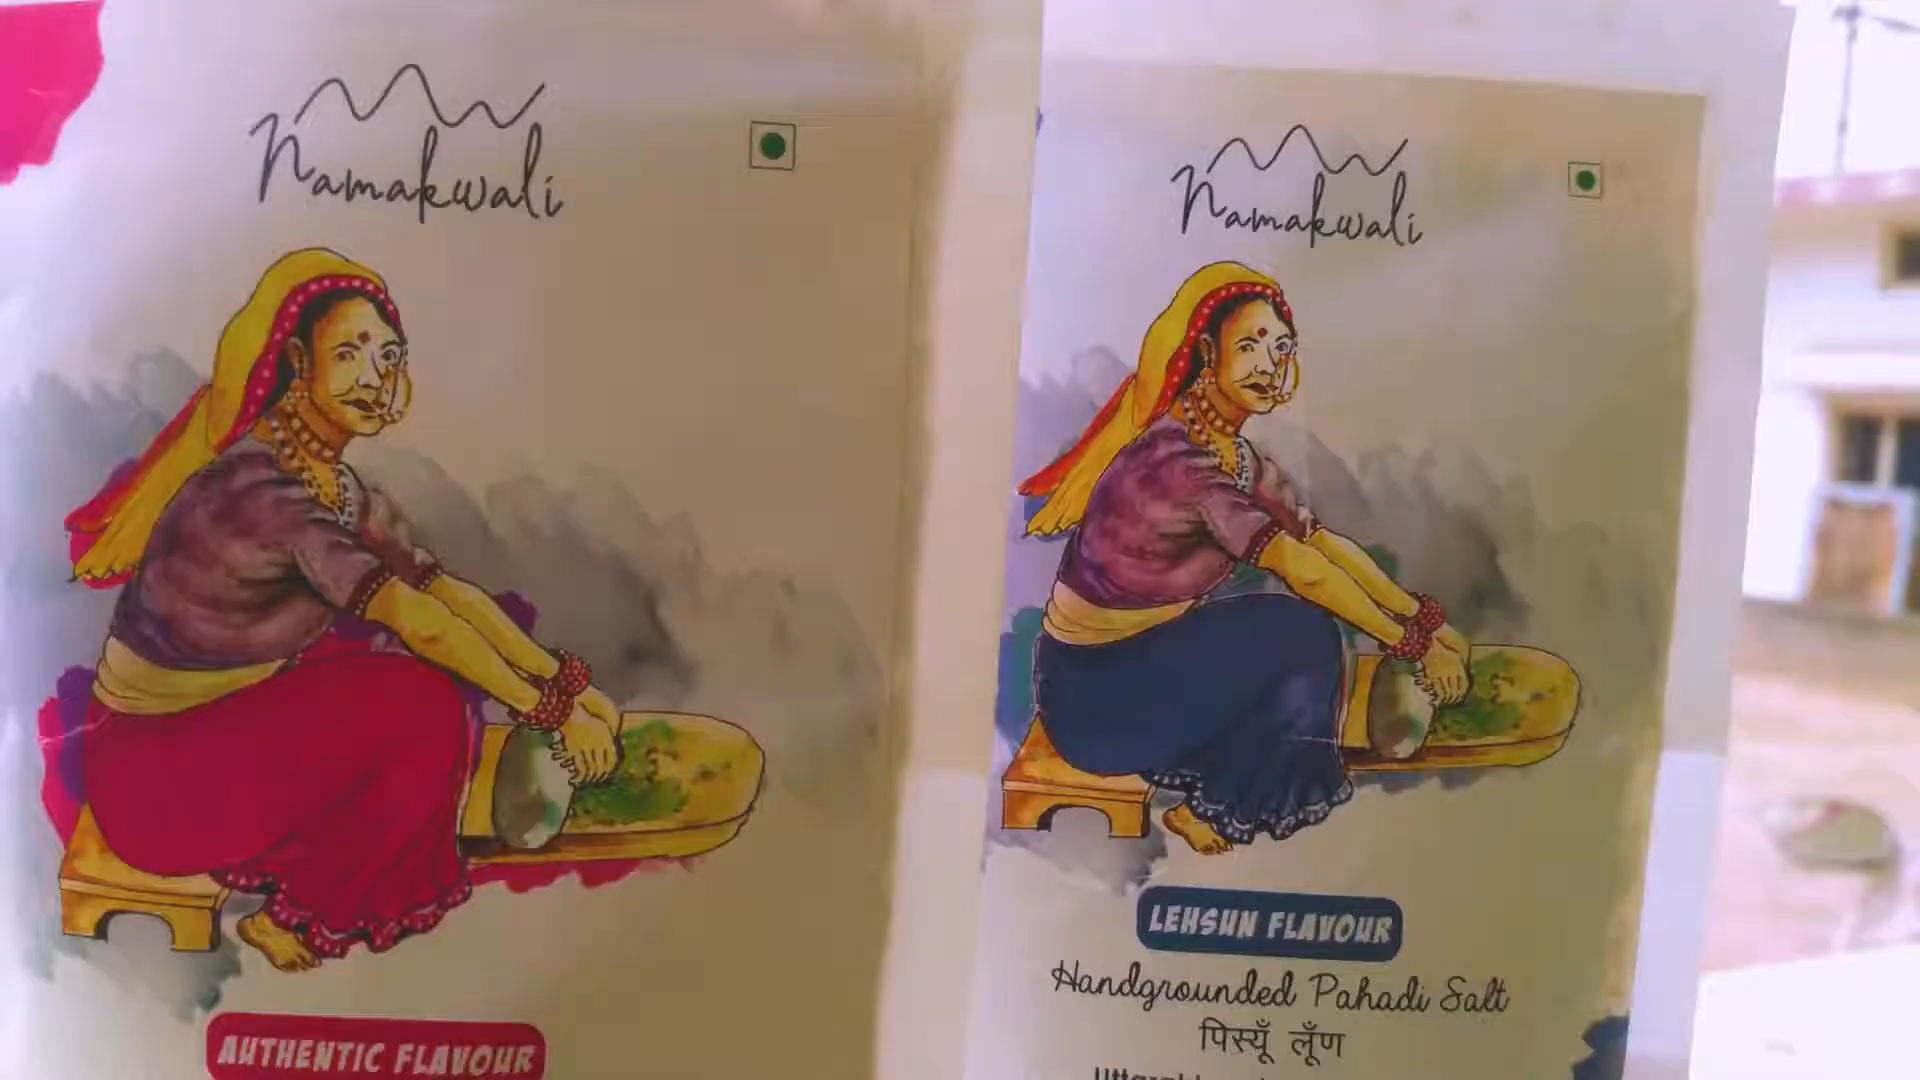 Namakwali
AUTHENTIC FLAVOUR
Namakwali
LEHSUN FLAVOUR
Handgrounded Pahadi Salt
पिस्यूँ लूँण